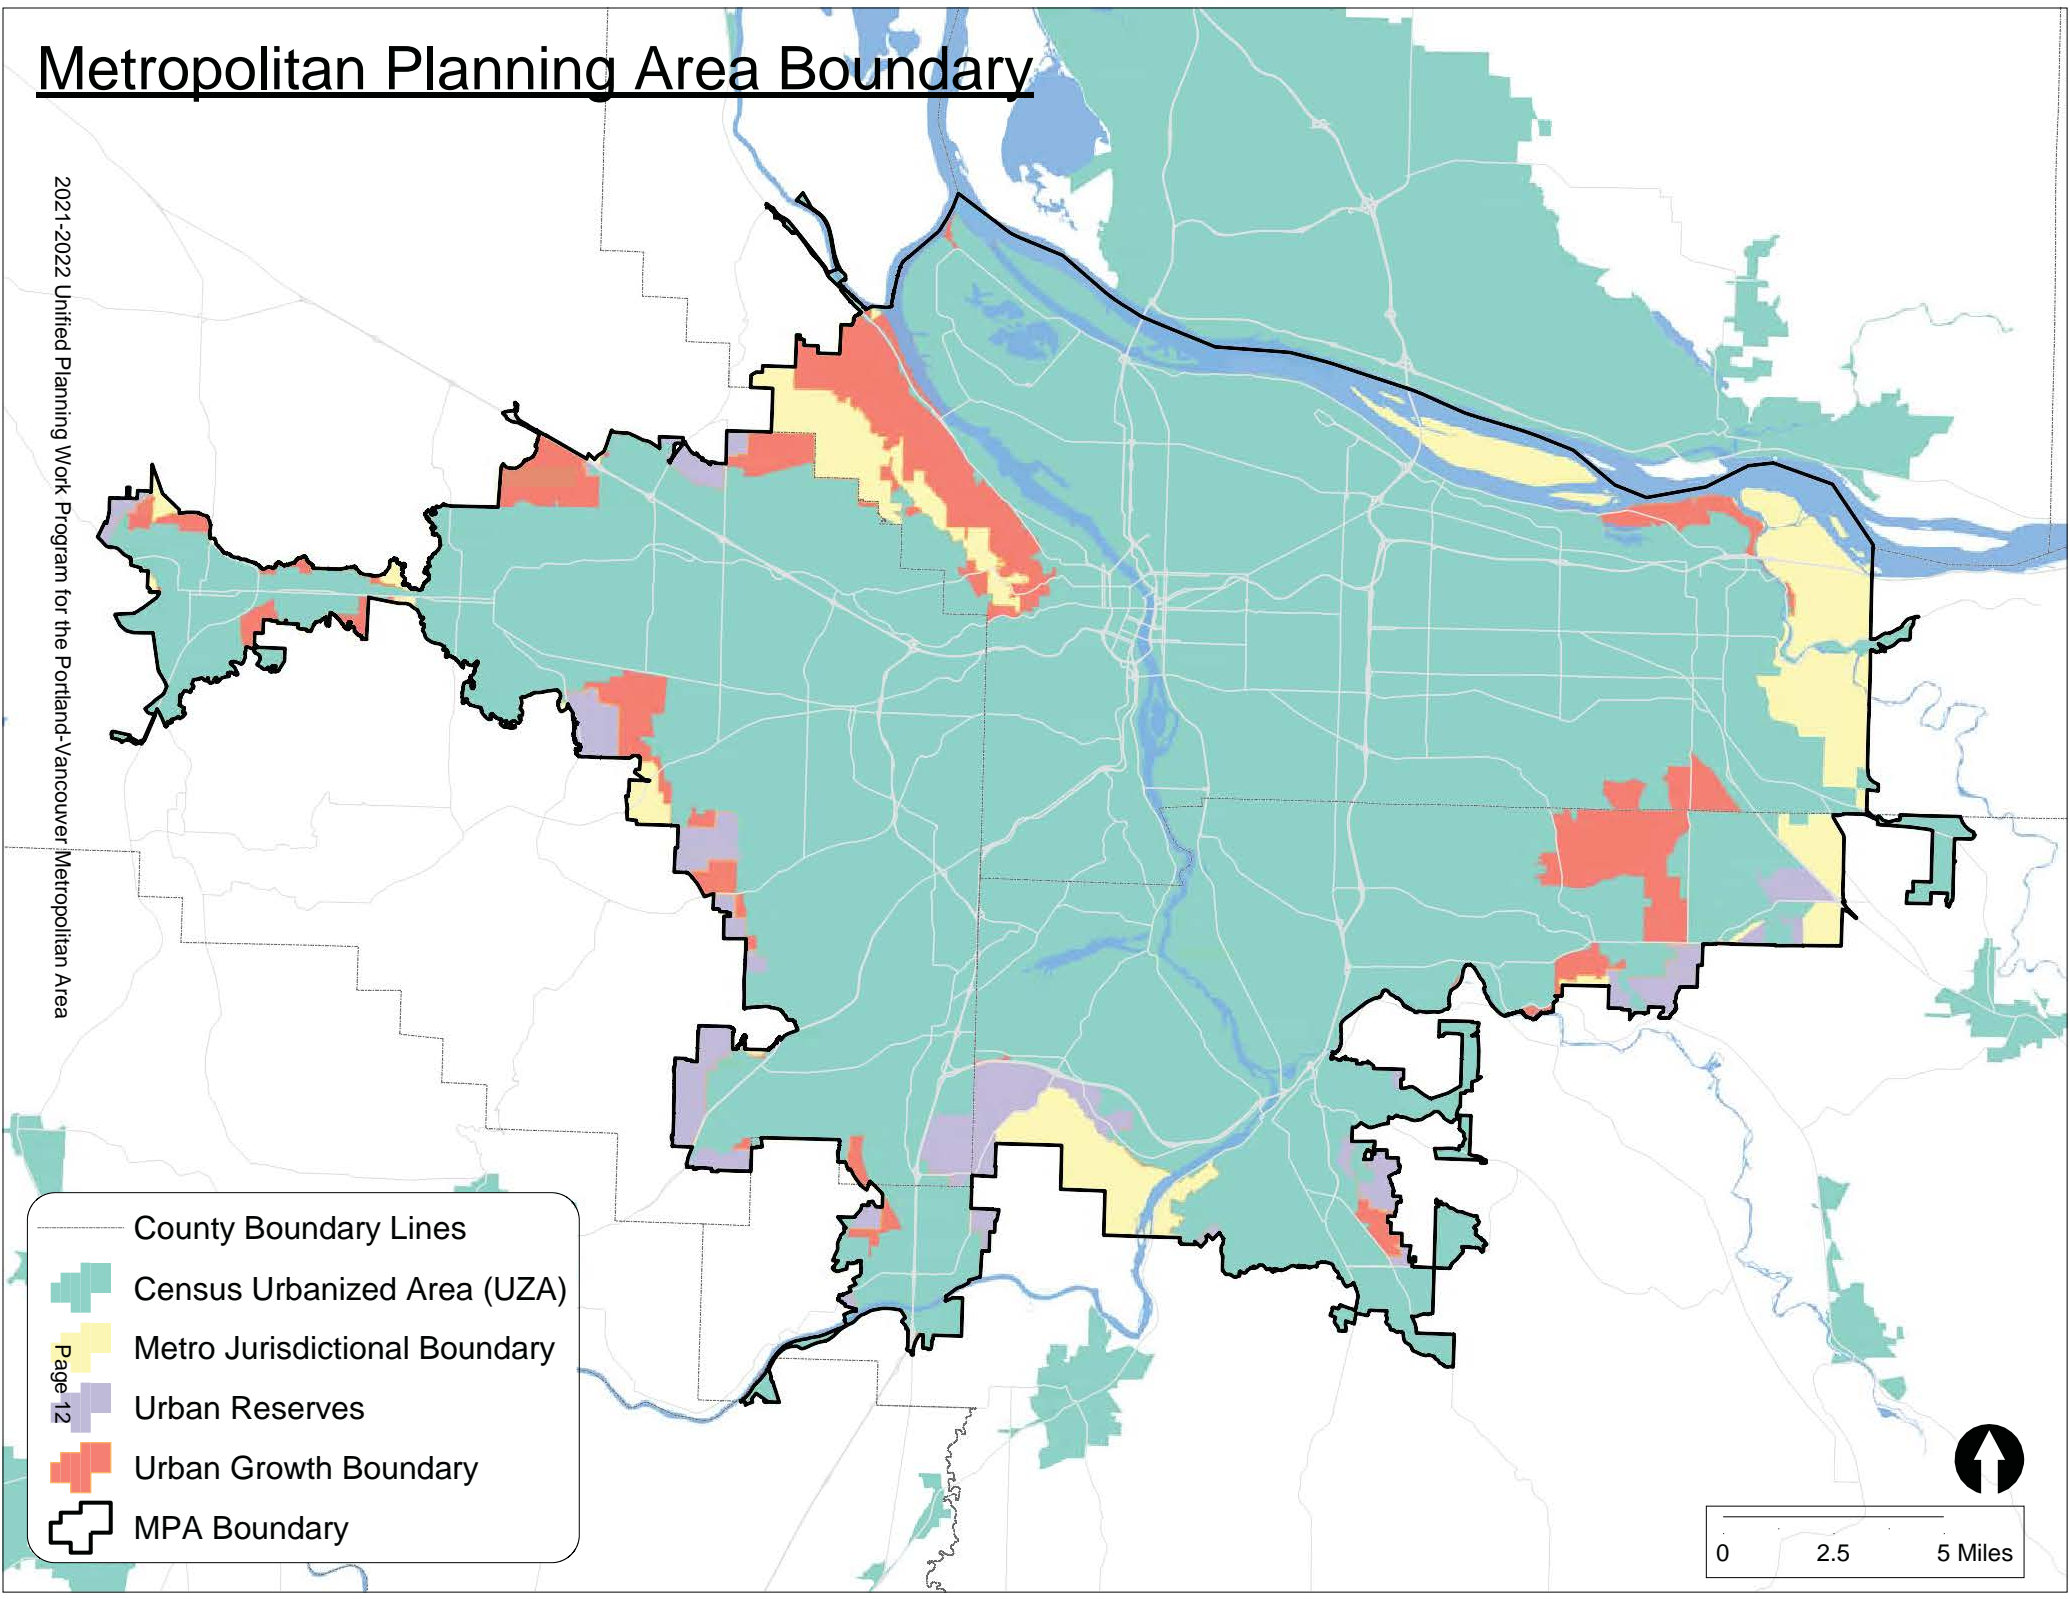 Metropolitan Planning Area Boundary
2021-2022 Unified Planning Work Program for the Portland-Vancouver Metropolitan Area
County Boundary Lines
Census Urbanized Area (UZA)
Metro Jurisdictional Boundary
Urban Reserves
Urban Growth Boundary
MPA Boundary
Page 12
0 2.5 5 Miles